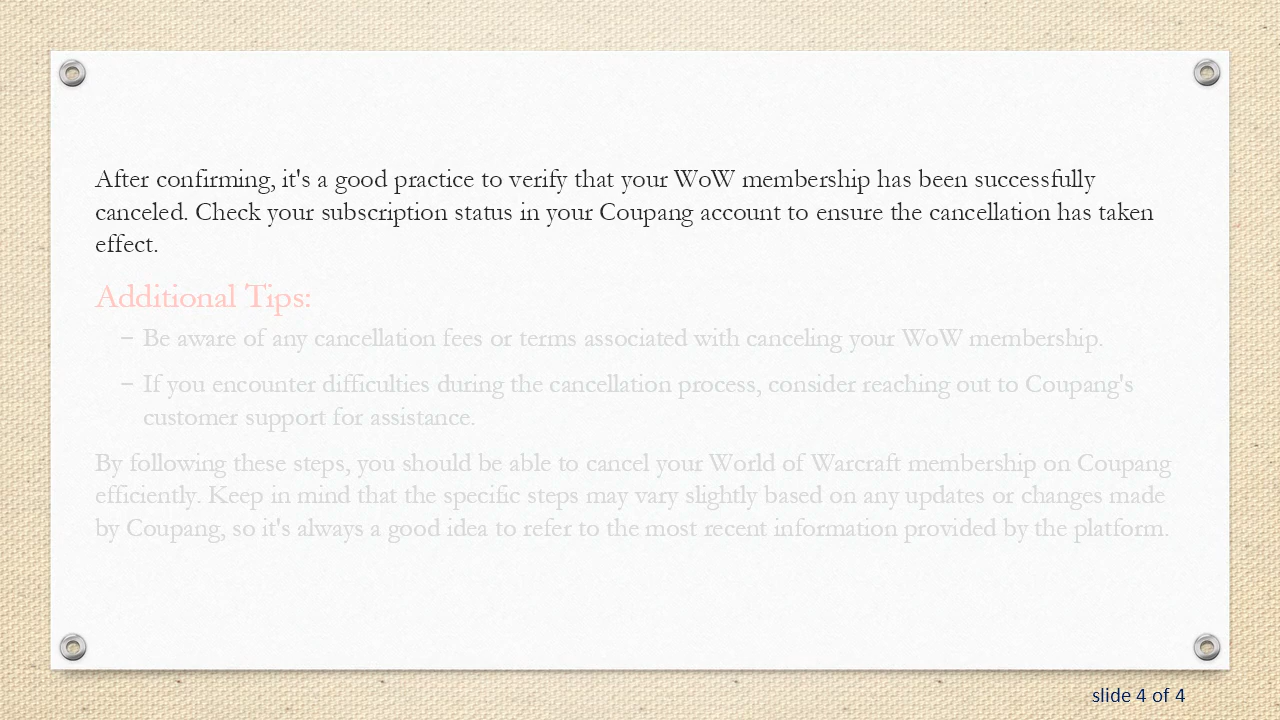 After confirming, it's a good practice to verify that your WoW membership has been successfully
canceled. Check your subscription status in your Coupang account to ensure the cancellation has taken
effect.
Additional Tips:
– Be aware of any cancellation fees or terms associated with canceling your WoW membership.
– If you encounter difficulties during the cancellation process, consider reaching out to Coupang's
customer support for assistance.
By following these steps, you should be able to cancel your World of Warcraft membership on Coupang
efficiently. Keep in mind that the specific steps may vary slightly based on any updates or changes made
by Coupang, so it's always a good idea to refer to the most recent information provided by the platform.
slide 4 of 4